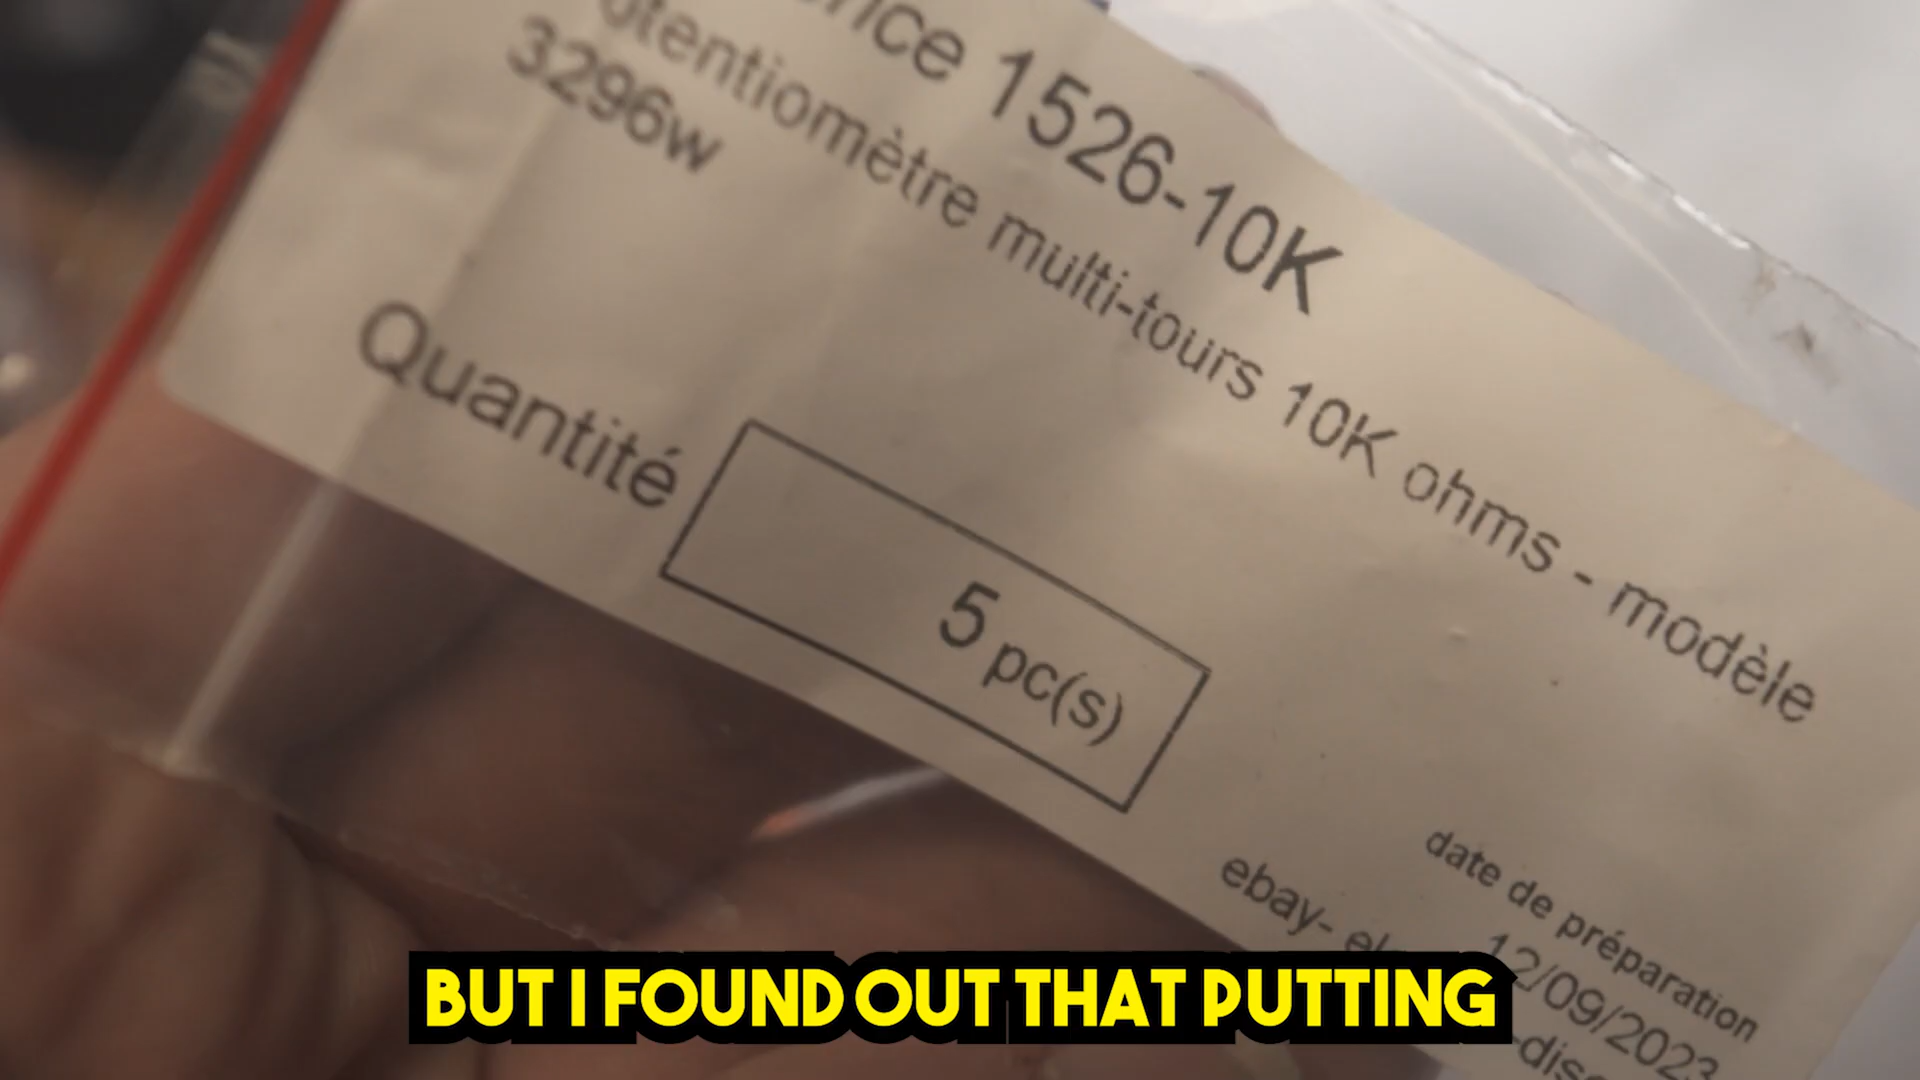 1526-10K
multi-tours 10K ohms - modèle
3296w
Quantité
5 pc(s)
date de préparation
12/09/2023
ebay-
BUT I FOUND OUT THAT PUTTING